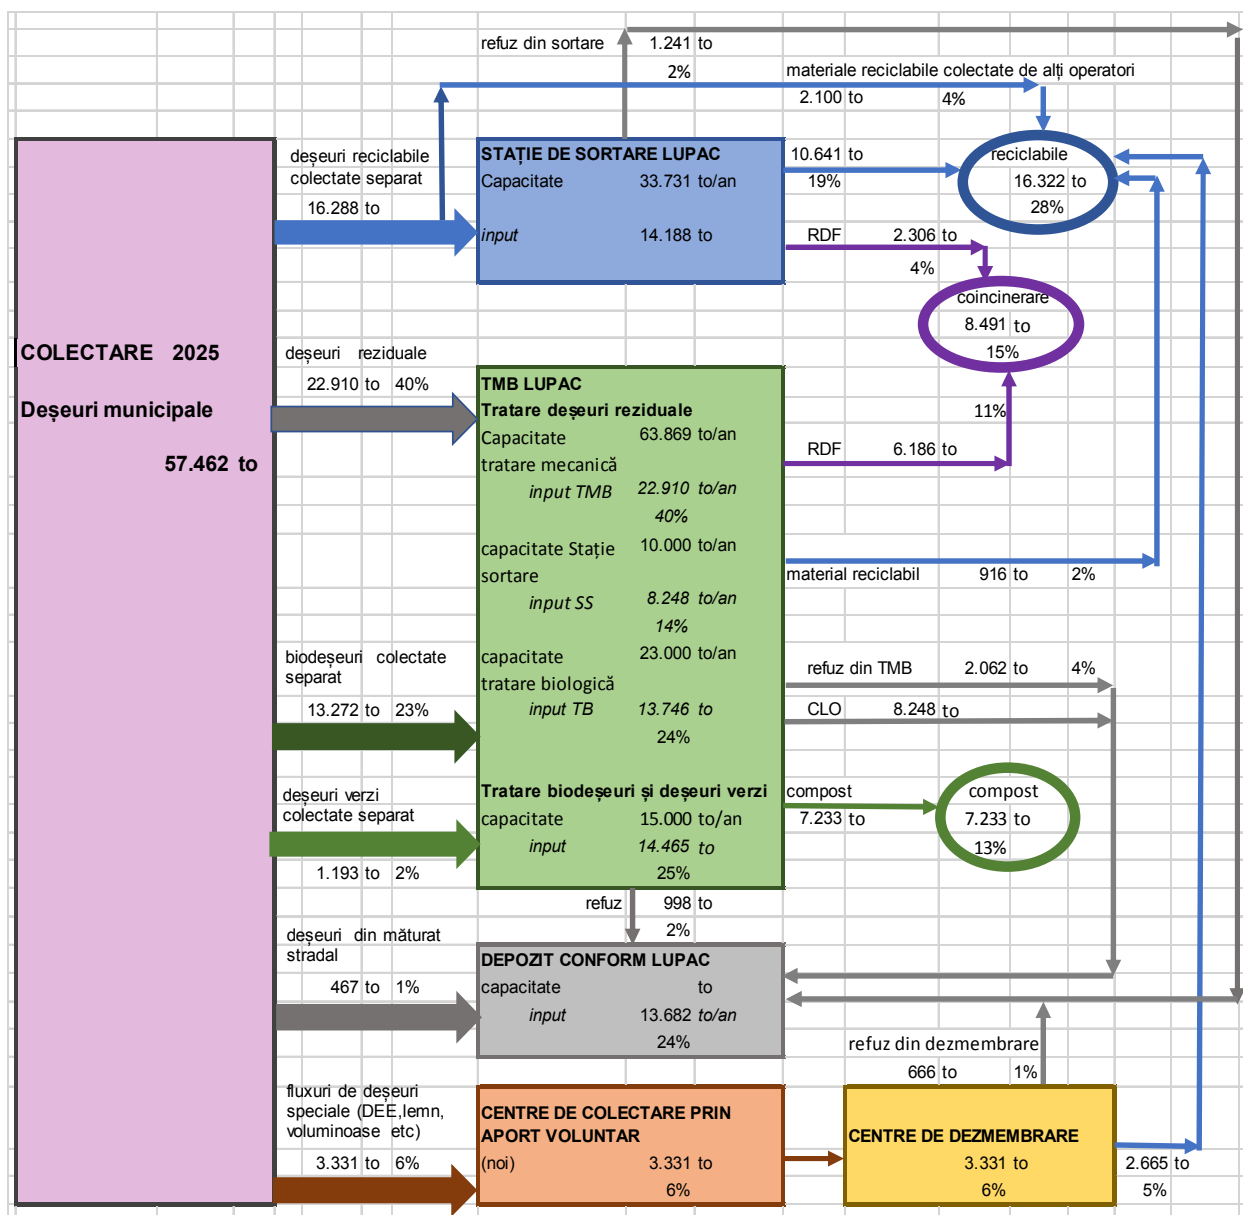 refuz din sortare 1.241 to
2%
materiale reciclabile colectate de alți operatori
2.100 to 4%
deșeuri reciclabile
colectate separat
16.288 to
STAȚIE DE SORTARE LUPAC
Capacitate 33.731 to/an
input 14.188 to
10.641 to
19%
reciclabile
16.322 to
28%
RDF 2.306 to
4%
coincinerare
8.491 to
15%
COLECTARE 2025
Deșeuri municipale
57.462 to
deșeuri reziduale
22.910 to 40%
TMB LUPAC
Tratare deșeuri reziduale
Capacitate 63.869 to/an
tratare mecanică
input TMB 22.910 to/an
40%
capacitate Stație 10.000 to/an
sortare
input SS 8.248 to/an
14%
capacitate 23.000 to/an
tratare biologică
input TB 13.746 to
24%
Tratare biodeșeuri și deșeuri verzi
capacitate 15.000 to/an
input 14.465 to
25%
11%
RDF 6.186 to
material reciclabil 916 to 2%
biodeșeuri colectate
separat
13.272 to 23%
refuz din TMB 2.062 to 4%
CLO 8.248 to
deșeuri verzi
colectate separat
1.193 to 2%
compost
7.233 to
compost
7.233 to
13%
refuz 998 to
2%
deșeuri din măturat
stradal
467 to 1%
DEPOZIT CONFORM LUPAC
capacitate to
input 13.682 to/an
24%
refuz din dezmembrare
666 to 1%
fluxuri de deșeuri
speciale (DEE,lemn,
voluminoase etc)
3.331 to 6%
CENTRE DE COLECTARE PRIN
APORT VOLUNTAR
(noi) 3.331 to
6%
CENTRE DE DEZMEMBRARE
3.331 to
6%
2.665 to
5%